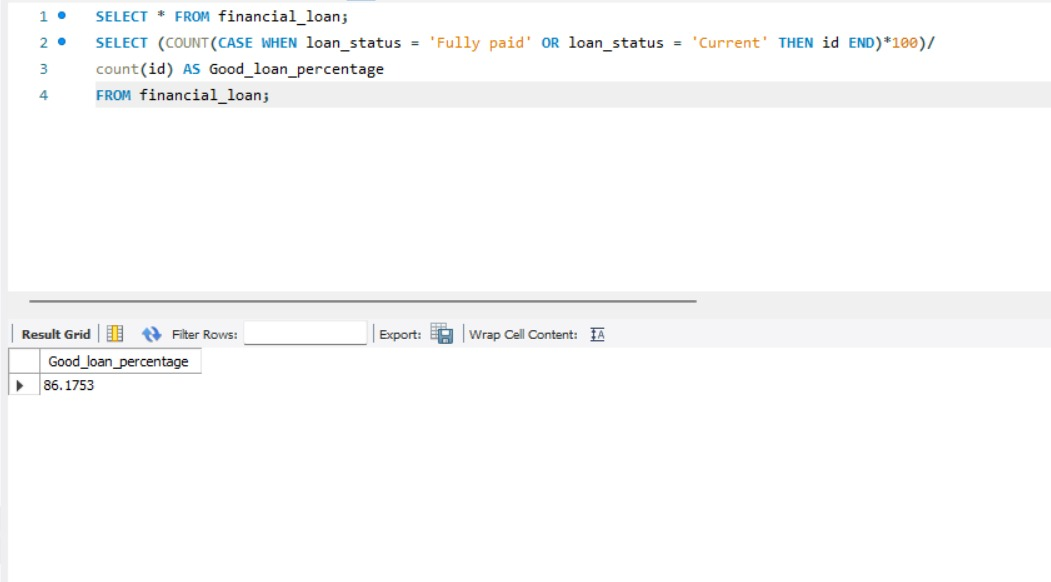 1 SELECT * FROM financial_loan;
2 SELECT (COUNT(CASE WHEN loan_status = 'Fully paid' OR loan_status = 'Current' THEN id END)*100)/
3 count(id) AS Good_loan_percentage
4 FROM financial_loan;
Result Grid Filter Rows: Export: Wrap Cell Content:
Good_loan_percentage
86.1753